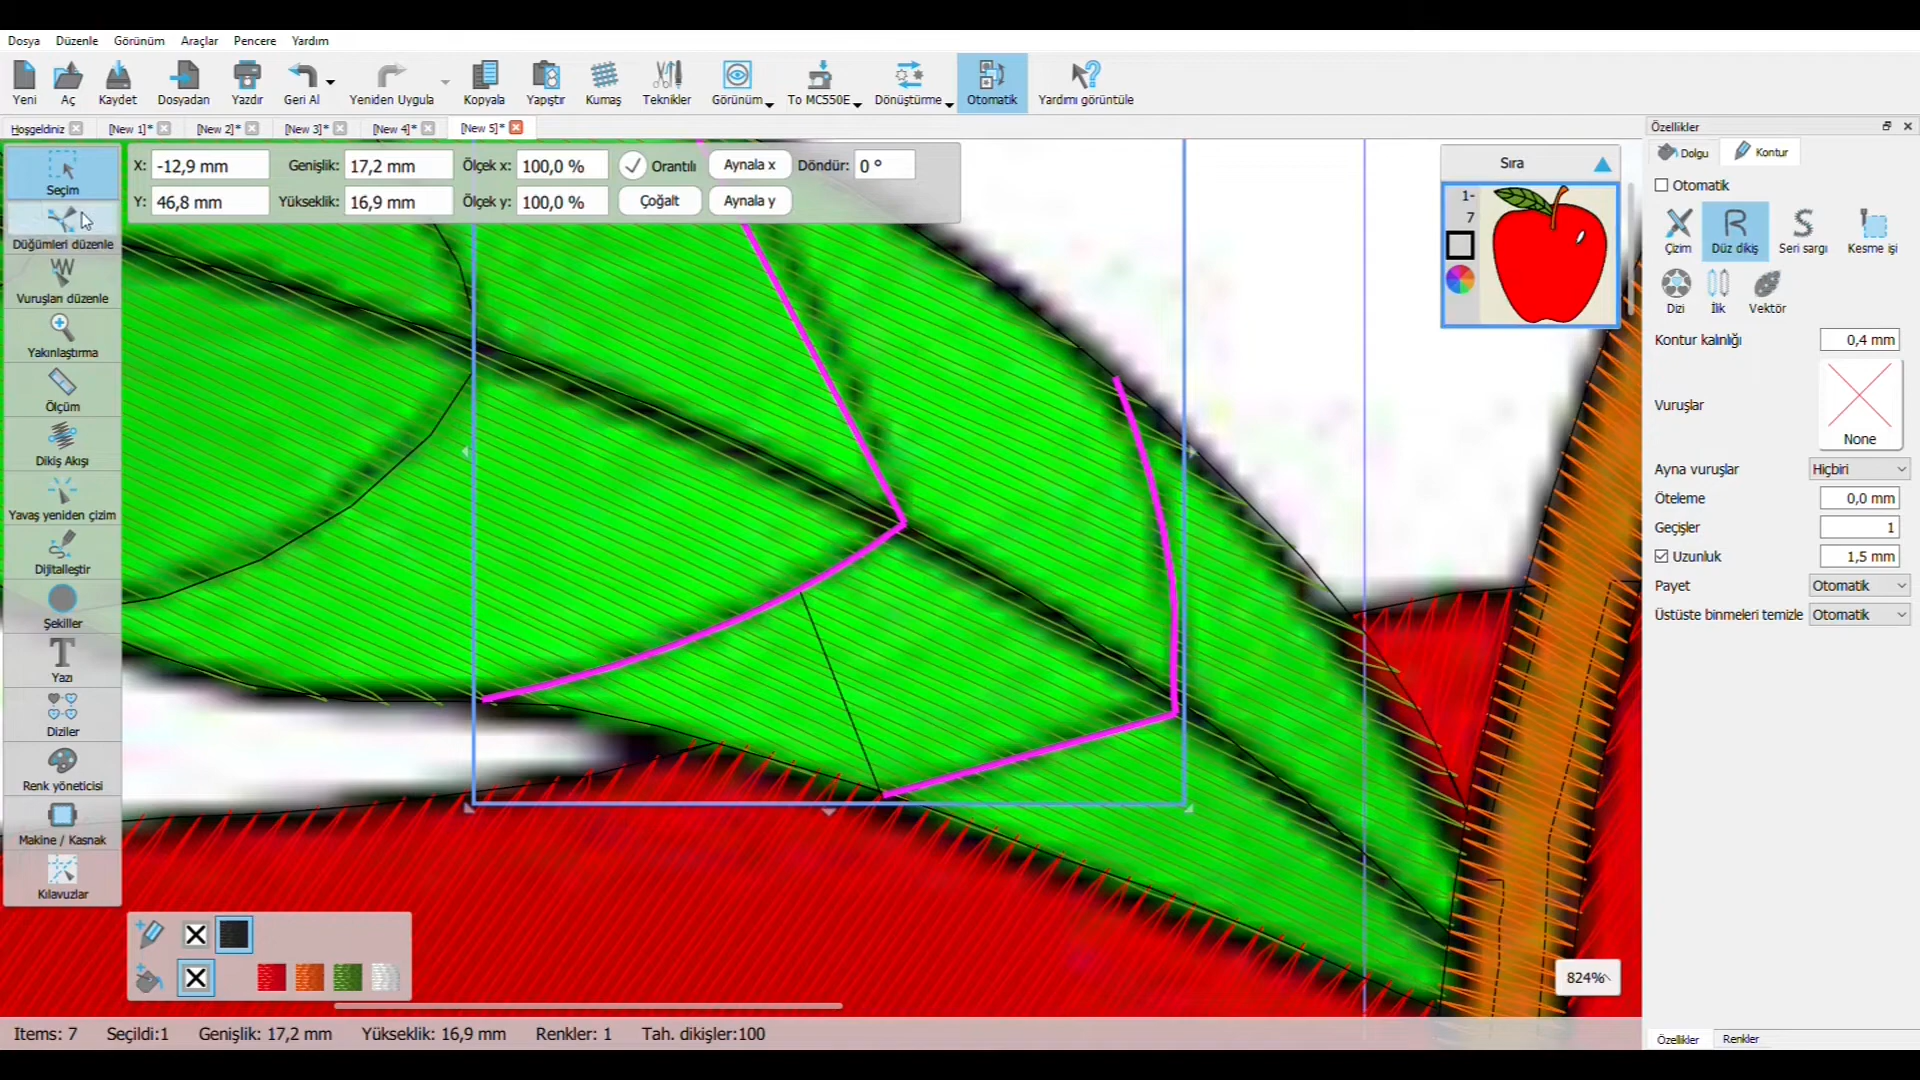 Dosya Düzenle Görünüm Araçlar Pencere Yardım
Yeni Aç Kaydet Dosyadan Yazdır Geri Al Yeniden Uygula Kopyala Yapıştır Kumaş Teknikler Görünüm To MC550E Dönüştürme Otomatik Yardımı görüntüle
Hoşgeldiniz [New 1]* [New 2]* [New 3]* [New 4]* [New 5]*
X: -12,9 mm Genişlik: 17,2 mm Ölçek x: 100,0 % Orantılı Aynala x Döndür: 0 °
Y: 46,8 mm Yükseklik: 16,9 mm Ölçek y: 100,0 % Çoğalt Aynala y
Seçim
Düğümleri düzenle
Vuruşları düzenle
Yakınlaştırma
Ölçüm
Dikiş Akışı
Yavaş yeniden çizim
Dijitalleştir
Şekiller
T
Yazı
Diziler
Renk yöneticisi
Makine / Kasnak
Kılavuzlar
Sıra
1-
7
824%
Özellikler
Dolgu Kontur
Otomatik
Çizim Düz dikiş Seri sargı Kesme işi
Dizi İlik Vektör
Kontur kalınlığı 0,4 mm
Vuruşlar None
Ayna vuruşlar Hiçbiri
Öteleme 0,0 mm
Geçişler 1
Uzunluk 1,5 mm
Payet Otomatik
Üstüste binmeleri temizle Otomatik
Items: 7 Seçildi:1 Genişlik: 17,2 mm Yükseklik: 16,9 mm Renkler: 1 Tah. dikişler:100
Özellikler Renkler